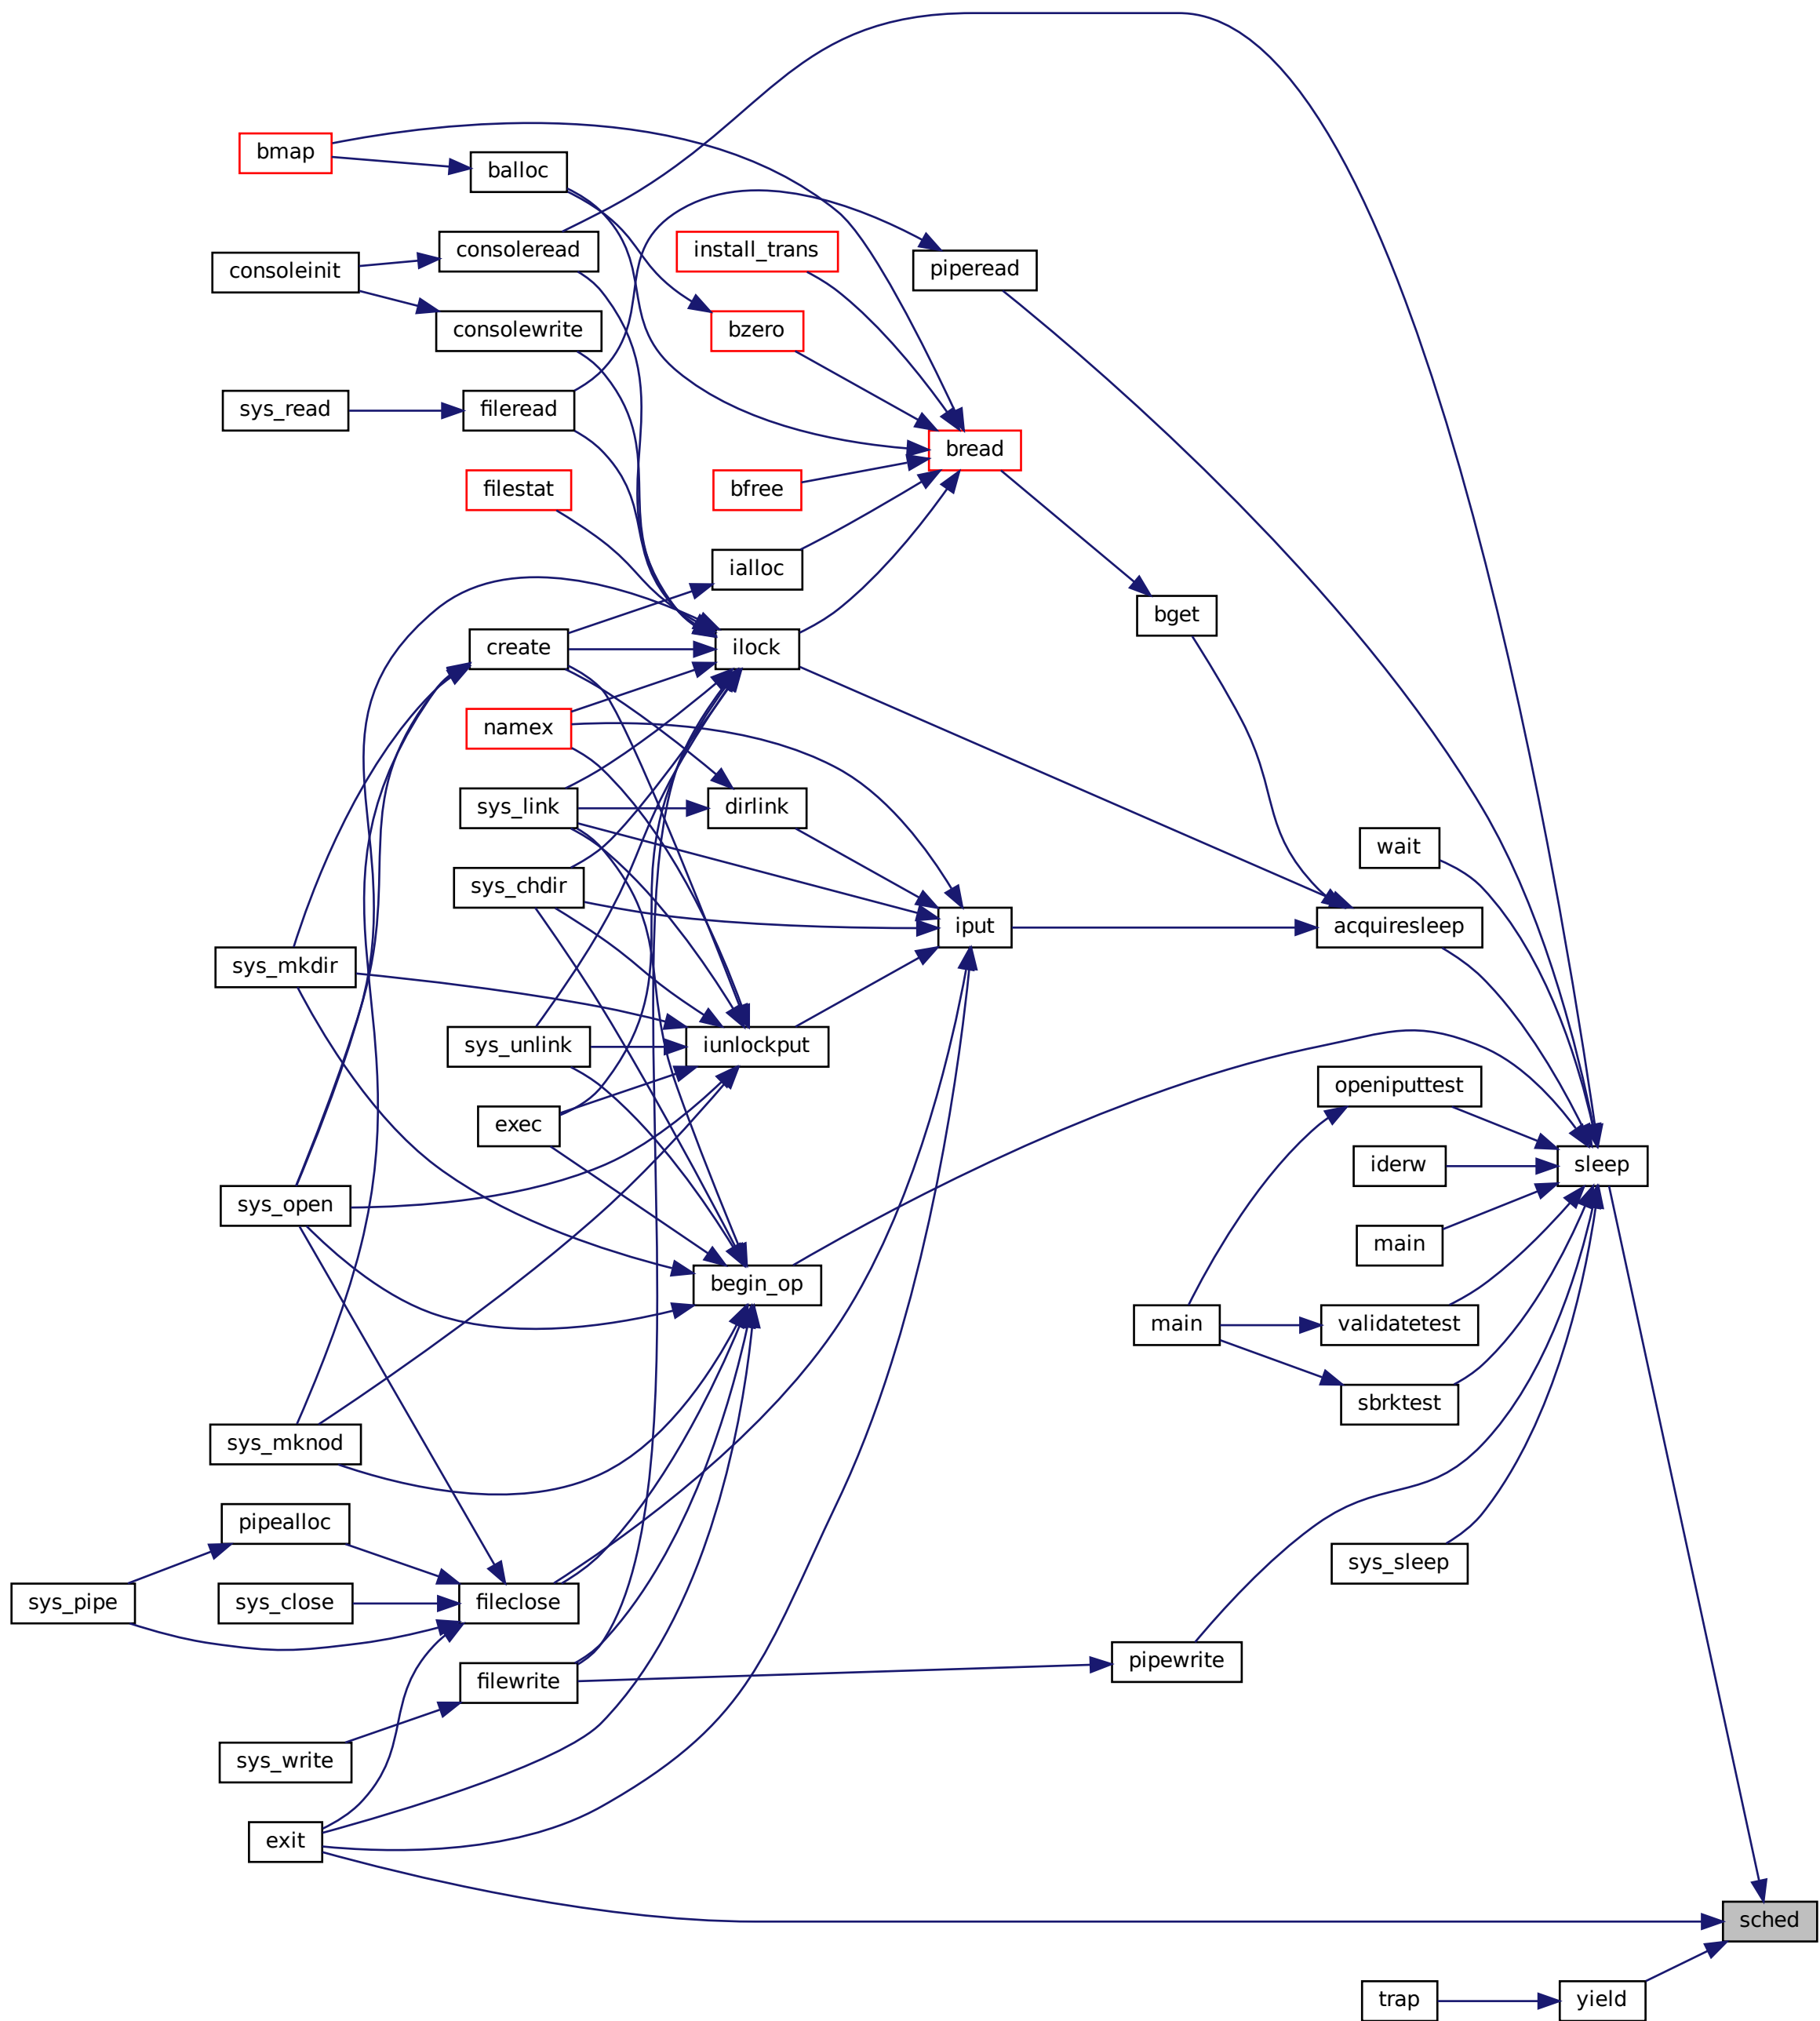 bmap
balloc
consoleread
install_trans
piperead
consoleinit
consolewrite
bzero
sys_read
fileread
bread
filestat
bfree
ialloc
bget
create
ilock
namex
sys_link
dirlink
wait
sys_chdir
iput
acquiresleep
sys_mkdir
sys_unlink
iunlockput
openiputtest
exec
iderw
sleep
sys_open
main
begin_op
main
validatetest
sbrktest
sys_mknod
pipealloc
sys_sleep
sys_pipe
sys_close
fileclose
pipewrite
filewrite
sys_write
exit
sched
trap
yield